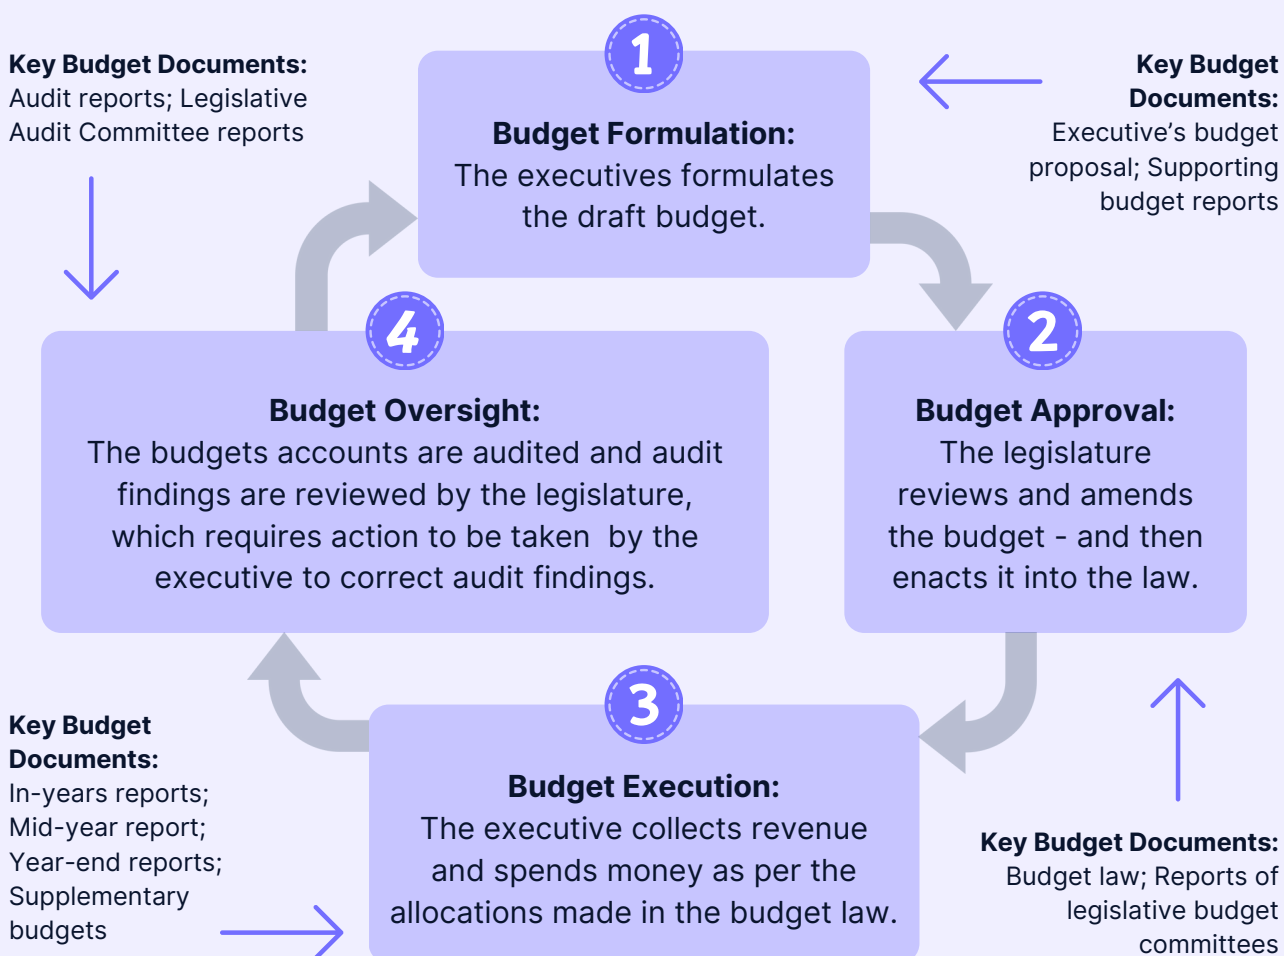 Key Budget Documents:
Audit reports; Legislative
Audit Committee reports
1
Budget Formulation:
The executives formulates
the draft budget.
Key Budget
Documents:
Executive’s budget
proposal; Supporting
budget reports
2
Budget Approval:
The legislature
reviews and amends
the budget - and then
enacts it into the law.
Key Budget Documents:
Budget law; Reports of
legislative budget
committees
3
Budget Execution:
The executive collects revenue
and spends money as per the
allocations made in the budget law.
Key Budget
Documents:
In-years reports;
Mid-year report;
Year-end reports;
Supplementary
budgets
4
Budget Oversight:
The budgets accounts are audited and audit
findings are reviewed by the legislature,
which requires action to be taken  by the
executive to correct audit findings.